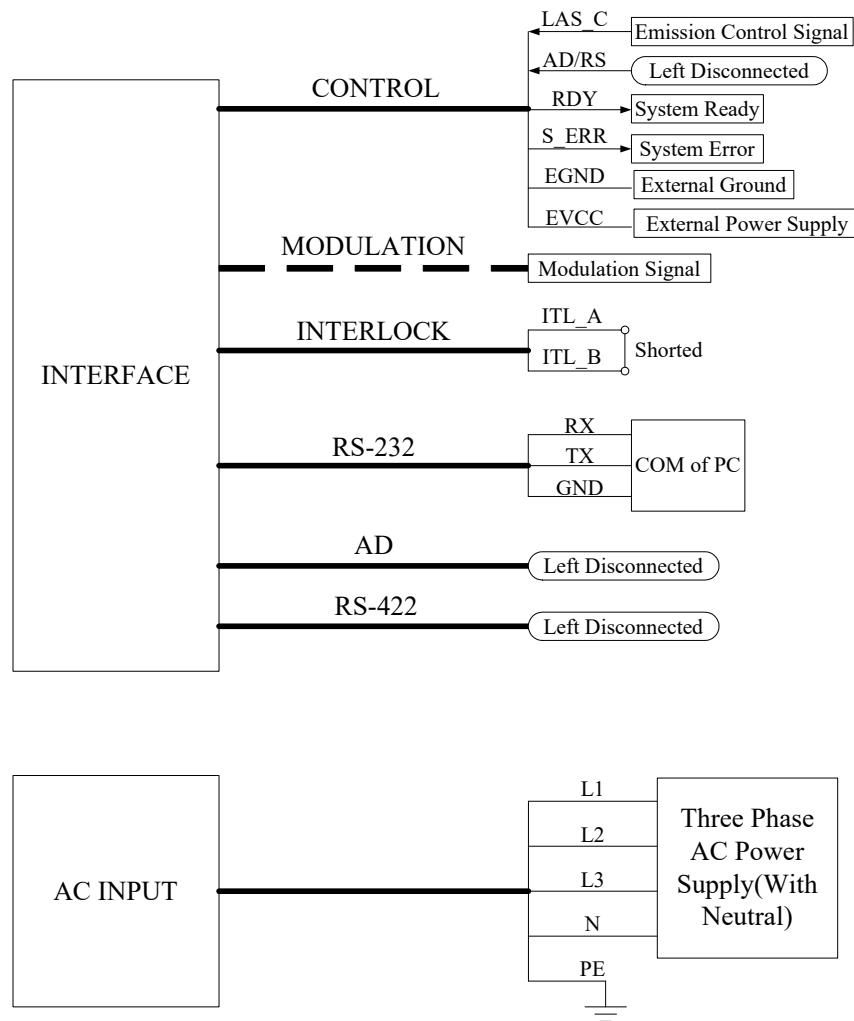 LAS_C
Emission Control Signal
AD/RS
Left Disconnected
CONTROL
RDY
System Ready
S_ERR
System Error
EGND
External Ground
EVCC
External Power Supply
MODULATION
Modulation Signal
INTERLOCK
ITL_A
ITL_B
Shorted
INTERFACE
RS-232
RX
TX
GND
COM of PC
AD
Left Disconnected
RS-422
Left Disconnected
AC INPUT
L1
L2
L3
N
PE
Three Phase
AC Power
Supply(With
Neutral)